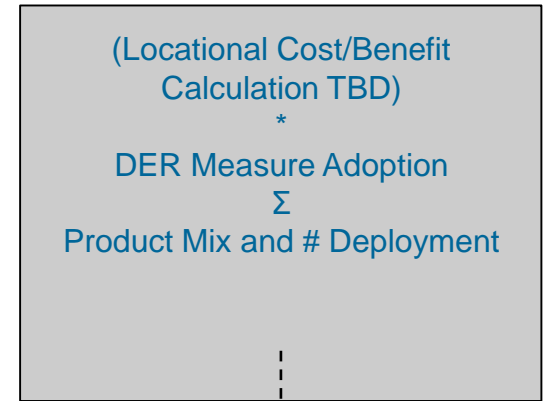 (Locational Cost/Benefit
Calculation TBD)
*
DER Measure Adoption
Σ
Product Mix and # Deployment